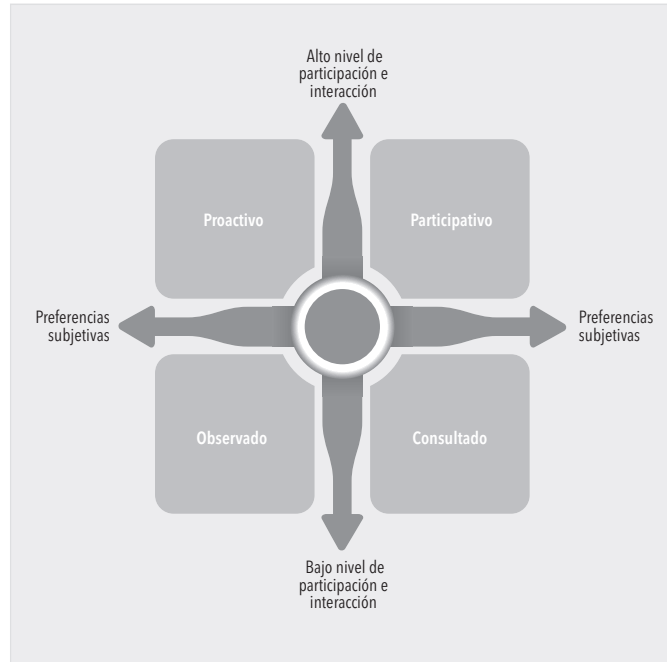 Alto nivel de
participación e
interacción
Proactivo
Participativo
Preferencias
subjetivas
Preferencias
subjetivas
Observado
Consultado
Bajo nivel de
participación e
interacción